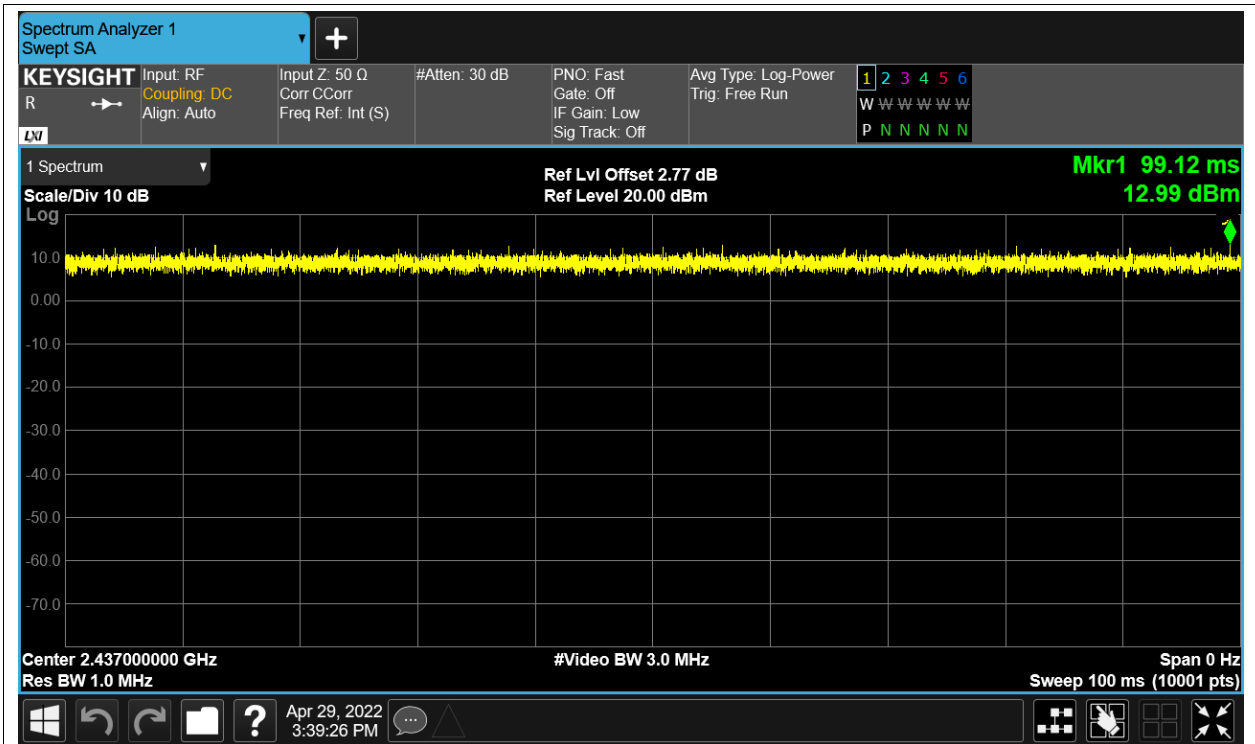 Spectrum Analyzer 1
Swept SA
▼
+
KEYSIGHT
R
LXI
Input: RF
Coupling: DC
Align: Auto
Input Z: 50 Ω
Corr CCorr
Freq Ref: Int (S)
#Atten: 30 dB
PNO: Fast
Gate: Off
IF Gain: Low
Sig Track: Off
Avg Type: Log-Power
Trig: Free Run
1 2 3 4 5 6
W W W W W W
P N N N N N
1 Spectrum
▼
Scale/Div 10 dB
Log
Ref Lvl Offset 2.77 dB
Ref Level 20.00 dBm
Mkr1 99.12 ms
12.99 dBm
10.0
0.00
-10.0
-20.0
-30.0
-40.0
-50.0
-60.0
-70.0
Center 2.437000000 GHz
Res BW 1.0 MHz
#Video BW 3.0 MHz
Span 0 Hz
Sweep 100 ms (10001 pts)
?
Apr 29, 2022
3:39:26 PM